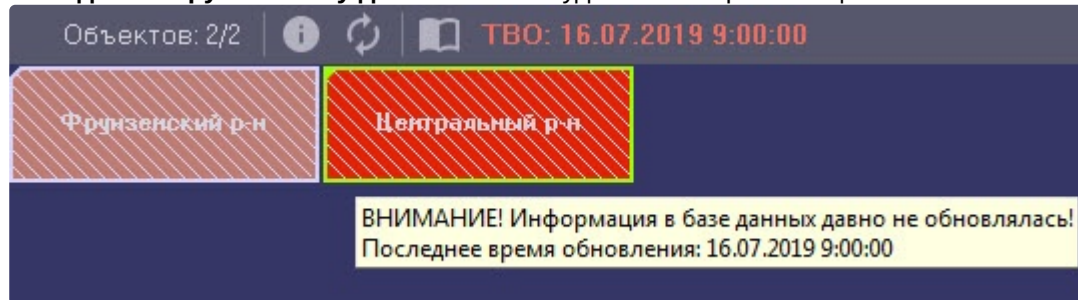 Объектов: 2/2
ТВО: 16.07.2019 9:00:00
Фрунзенский р-н
Центральный р-н
ВНИМАНИЕ! Информация в базе данных давно не обновлялась!
Последнее время обновления: 16.07.2019 9:00:00